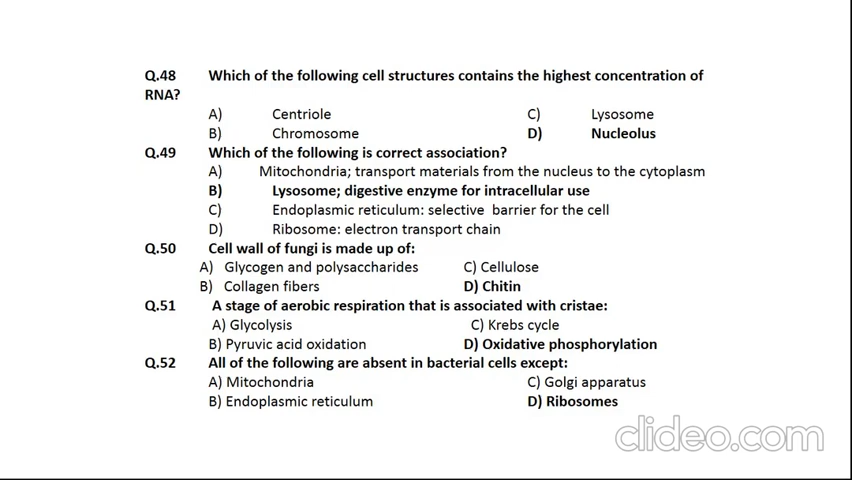 Q.48 Which of the following cell structures contains the highest concentration of
RNA?
A) Centriole C) Lysosome
B) Chromosome D) Nucleolus
Q.49 Which of the following is correct association?
A) Mitochondria; transport materials from the nucleus to the cytoplasm
B) Lysosome; digestive enzyme for intracellular use
C) Endoplasmic reticulum: selective barrier for the cell
D) Ribosome: electron transport chain
Q.50 Cell wall of fungi is made up of:
A) Glycogen and polysaccharides C) Cellulose
B) Collagen fibers D) Chitin
Q.51 A stage of aerobic respiration that is associated with cristae:
A) Glycolysis C) Krebs cycle
B) Pyruvic acid oxidation D) Oxidative phosphorylation
Q.52 All of the following are absent in bacterial cells except:
A) Mitochondria C) Golgi apparatus
B) Endoplasmic reticulum D) Ribosomes
clideo.com